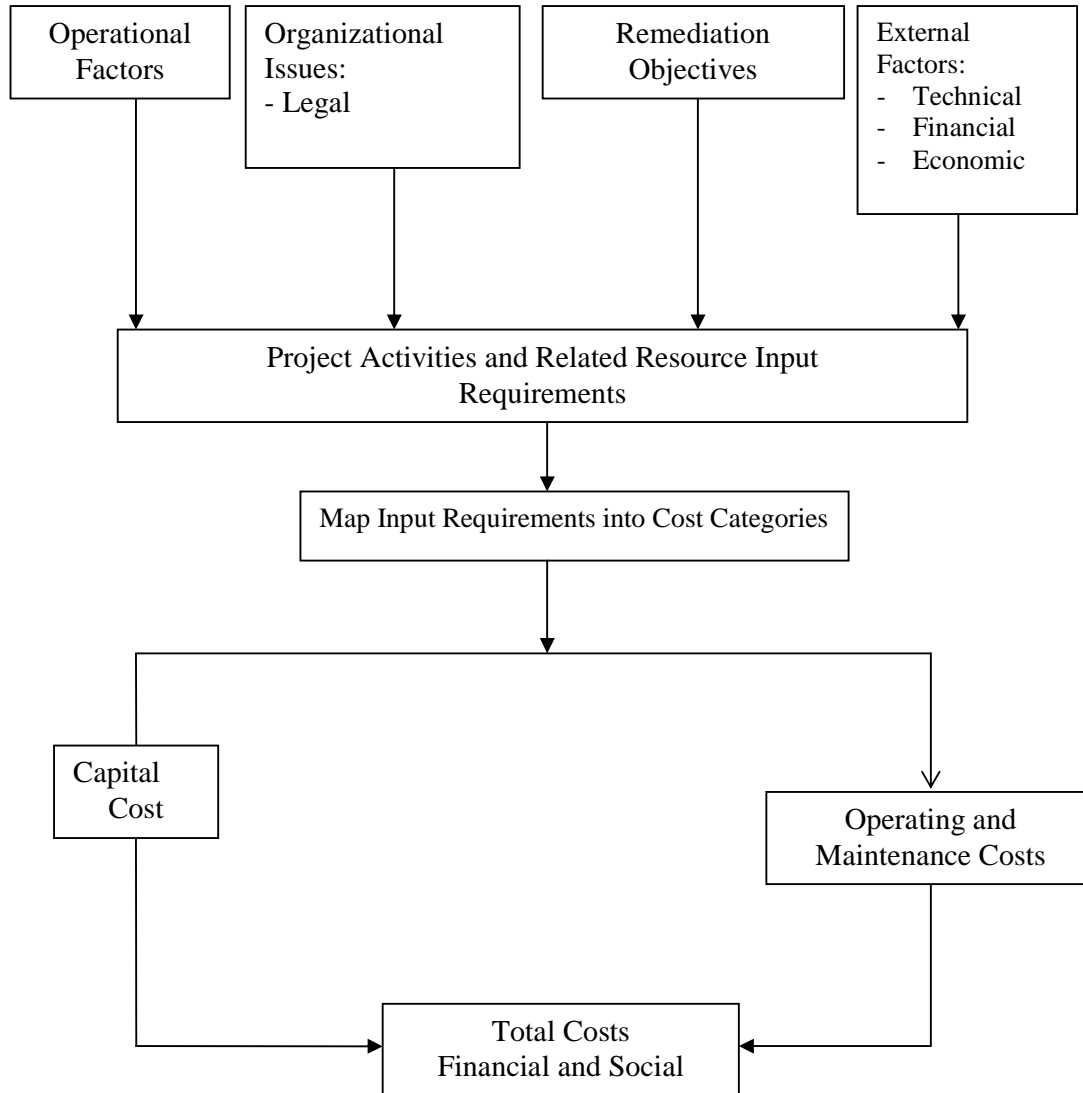 Operational
Factors
Organizational
Issues:
- Legal
Remediation
Objectives
External
Factors:
- Technical
- Financial
- Economic
Project Activities and Related Resource Input
Requirements
Map Input Requirements into Cost Categories
Capital
Cost
Operating and
Maintenance Costs
Total Costs
Financial and Social